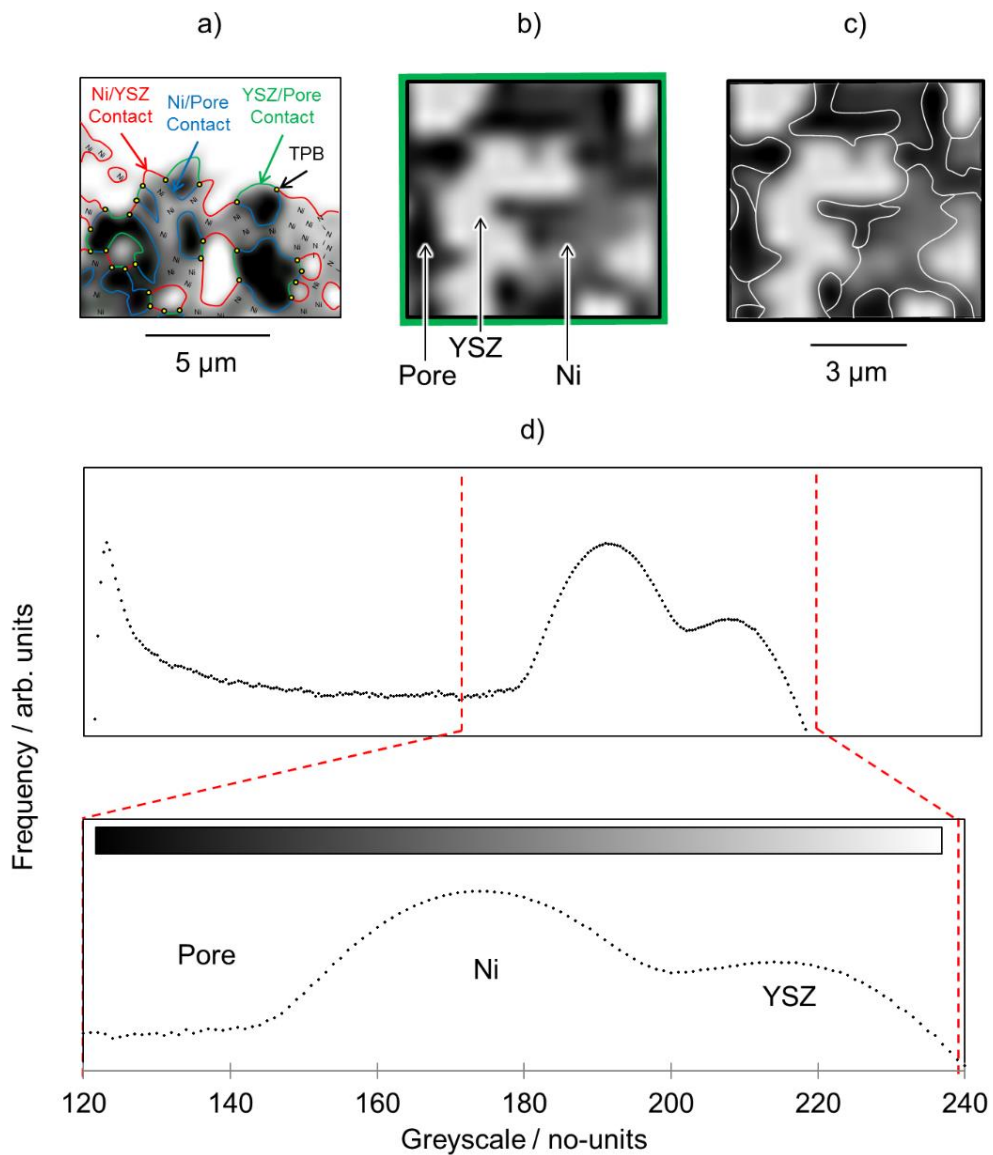 a)
b)
c)
Ni/YSZ Contact
Ni/Pore Contact
YSZ/Pore Contact
TPB
5 µm
Pore
YSZ
Ni
3 µm
d)
Frequency / arb. units
Pore
Ni
YSZ
120 140 160 180 200 220 240
Greyscale / no-units